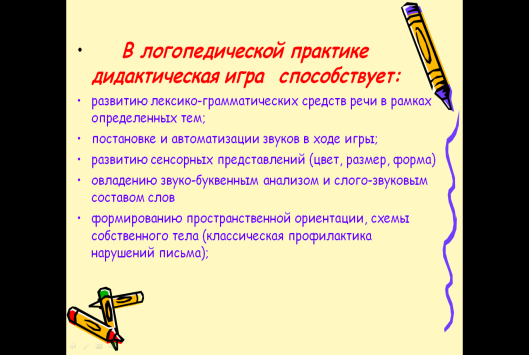 • В логопедической практике
дидактическая игра способствует:
• развитию лексико-грамматических средств речи в рамках
определенных тем;
• постановке и автоматизации звуков в ходе игры;
• развитию сенсорных представлений (цвет, размер, форма)
• овладению звуко-буквенным анализом и слого-звуковым
составом слов
• формированию пространственной ориентации, схемы
собственного тела (классическая профилактика
нарушений письма);